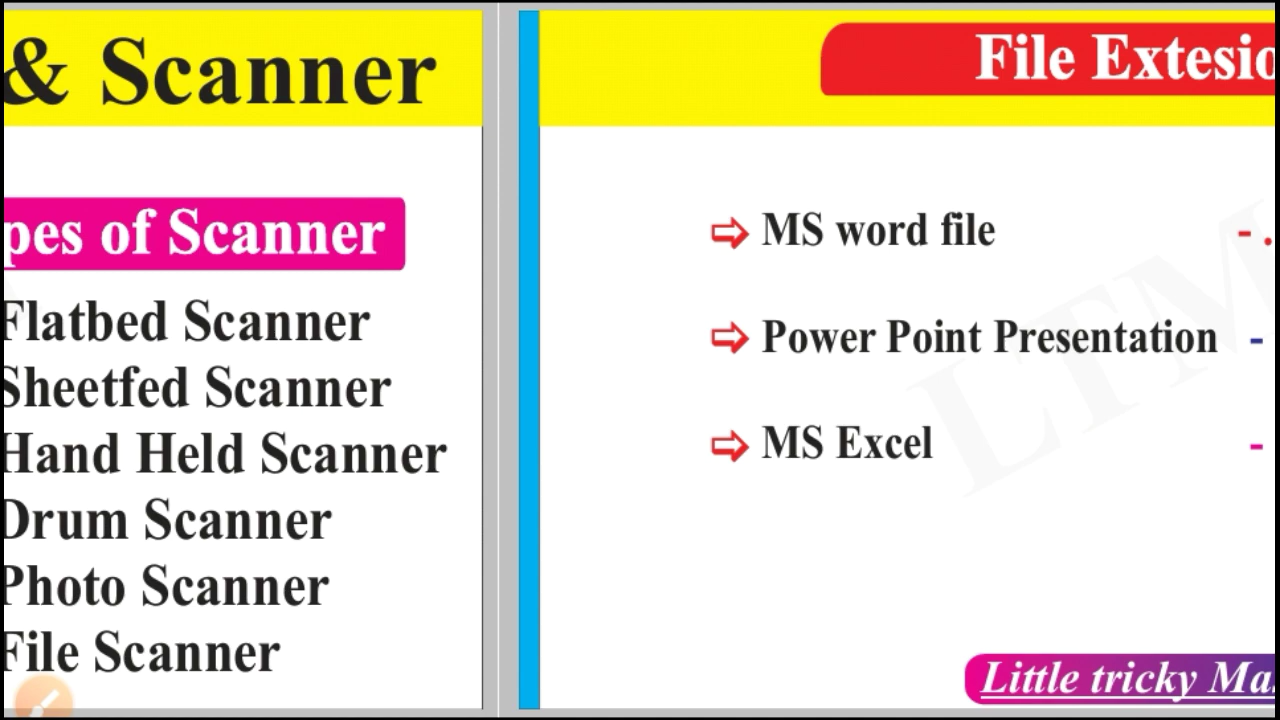 & Scanner
pes of Scanner
Flatbed Scanner
Sheetfed Scanner
Hand Held Scanner
Drum Scanner
Photo Scanner
File Scanner
File Extesio
⇨ MS word file - .
⇨ Power Point Presentation -
⇨ MS Excel -
LTM
Little tricky Ma